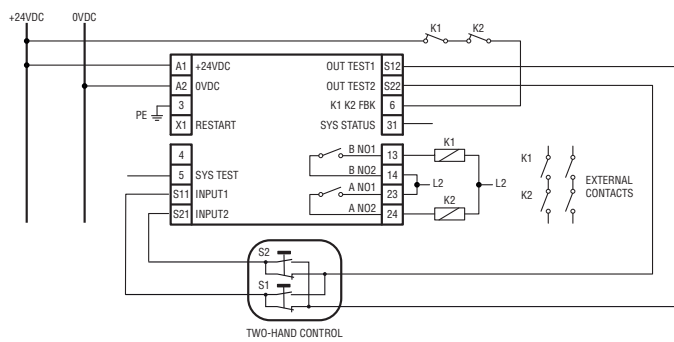 +24VDC 0VDC
K1 K2
A1 +24VDC OUT TEST1 S12
A2 0VDC OUT TEST2 S22
PE 3 K1 K2 FBK 6
X1 RESTART SYS STATUS 31
4 B NO1 13 K1
5 SYS TEST B NO2 14
S11 INPUT1 A NO1 23 L2 L2
S21 INPUT2 A NO2 24 K2
K1
K2
EXTERNAL
CONTACTS
S2
S1
TWO-HAND CONTROL